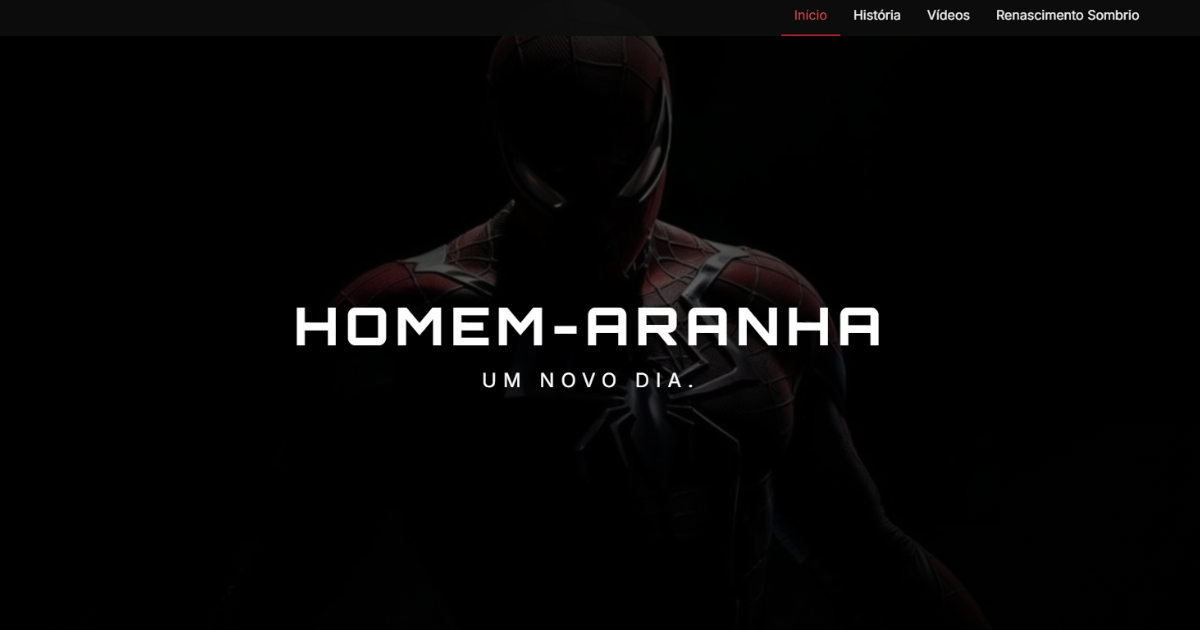 Início História Vídeos Renascimento Sombrio
HOMEM-ARANHA
UM NOVO DIA.